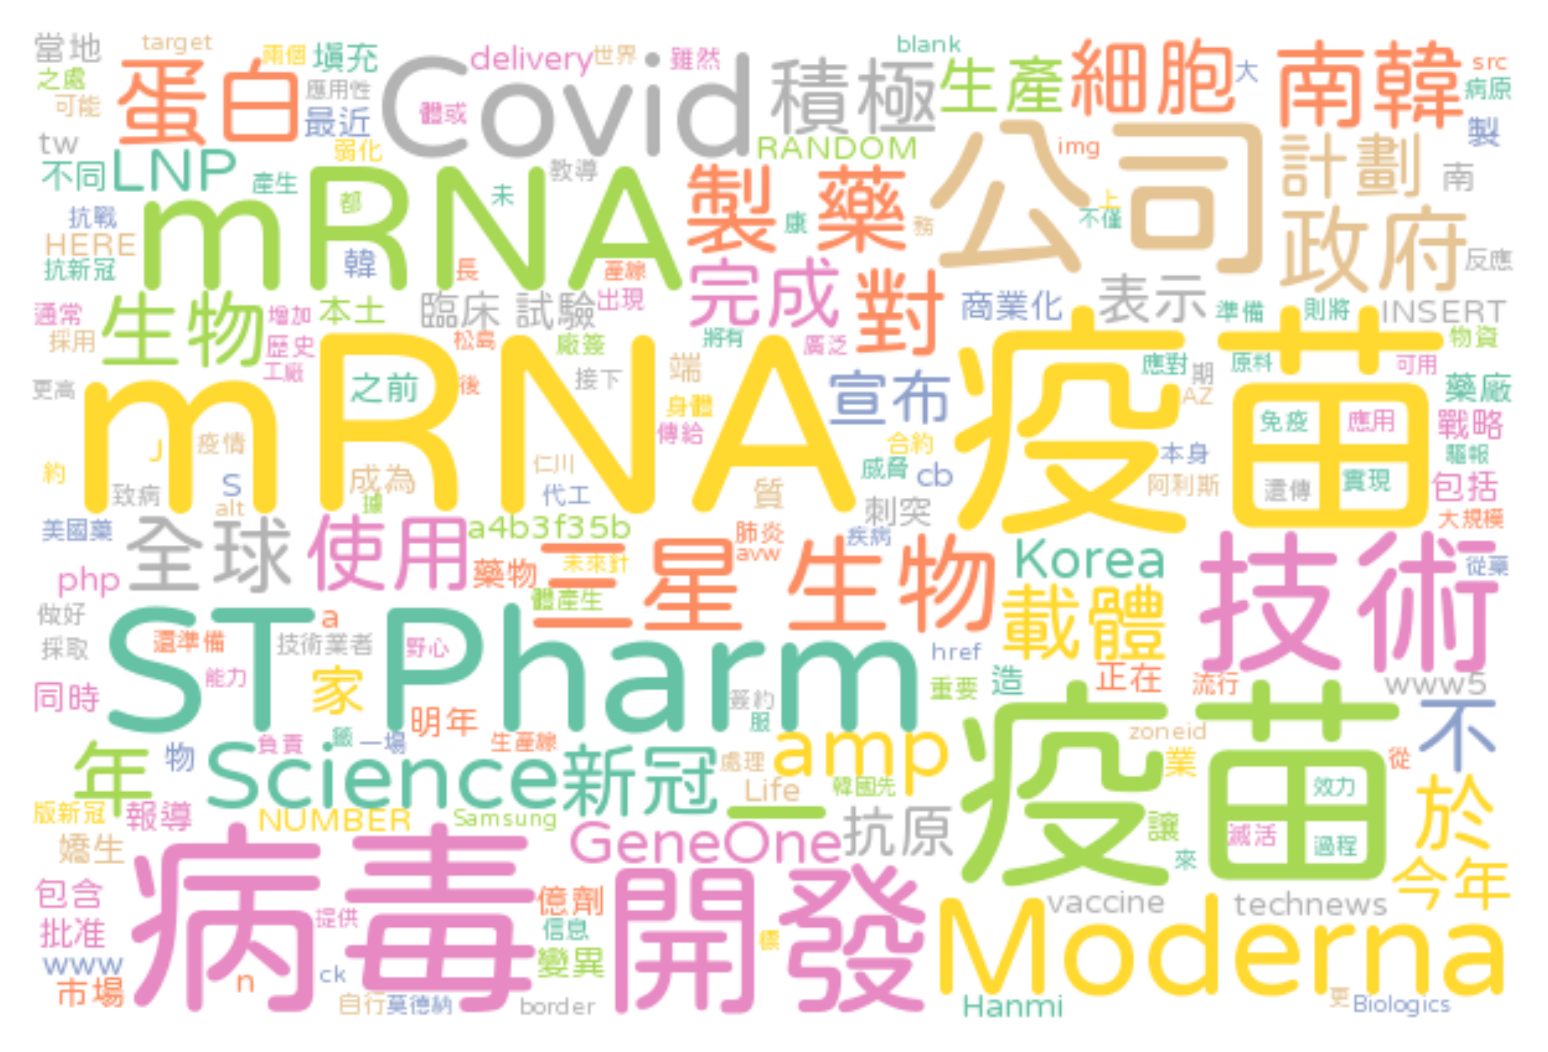 當地 target 兩個 填充 delivery 世界 雖然 blank 細胞 大 南韓 src
之處 蛋白 應用性 Covid 積極 生產 病原
可能 最近 體或 製
tw 弱化 RANDOM 公司 img 計劃
不同 LNP 產生 mRNA 都 未 教導 製藥 康 務 上 不僅 南
抗戰 政府
HERE 韓 長 產線 完成 對 反應
抗新冠 表示
通常 生物 增加 本土 臨床試驗 出現 商業化 準備 則將 INSERT
採用 歷史 松島 廠簽 將有 廣泛 疫苗 物資
工廠 mRNA 應對 原料 可用
更高 之前 後 接下 端 宣布 期 AZ 藥廠
身體 免疫 應用 戰略
約 J 疫情 仁川 傳給 合約 本身 驅報
S 成為 代工 質 威脅 cb 阿利斯 遺傳 實現 包括
致病 alt 據 刺突 大規模
美國藥 全球 使用 a4b3f35b 肺炎 疾病
php 藥物 三星 avw 未來針 生物 Korea 技術 從業
做好 體產生 載體
採取 還準備 a 技術業者 野心 ST Pharm href 正在
同時 能力 家 簽約 重要 造 流行 www5
明年 服
年 物 負責 籲 一場 生產線 amp zoneid 疫苗 不
Science 新冠 處理 業 從
版新冠 報導 NUMBER Samsung 一 Life 韓國先 效力 於
嬌生 GeneOne 抗原 讓 滅活 過程
病毒 來 今年
包含 開發 vaccine technews
批准 提供 億劑 信息 標 Moderna
www 變異
市場 n ck
自行 莫德納 border Hanmi 更 Biologics